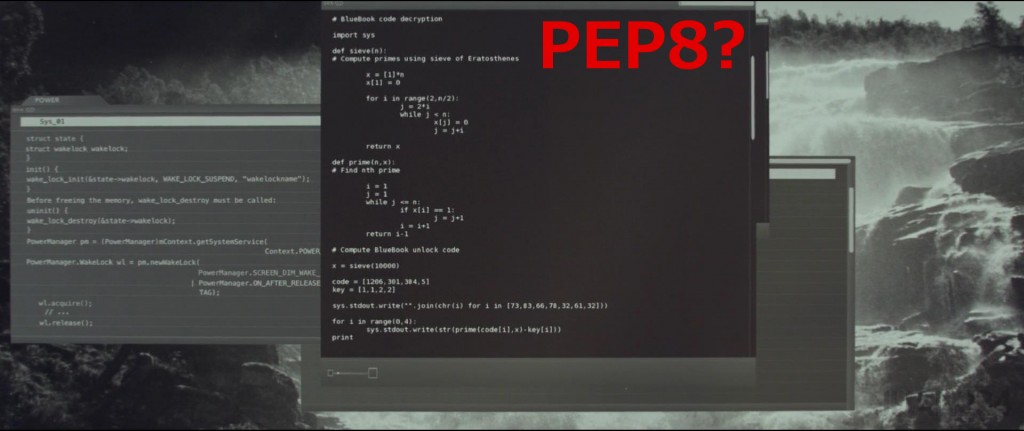 PEP8?
# BlueBook code decryption
import sys
def sieve(n):
# Compute primes using sieve of Eratosthenes
x = [1]*n
x[1] = 0
for i in range(2,n/2):
j = 2*i
while j < n:
x[j] = 0
j = j+i
return x
def prime(n,x):
# Find nth prime
i = 1
j = 1
while j <= n:
if x[i] == 1:
j = j+1
i = i+1
return i-1
# Compute BlueBook unlock code
x = sieve(10000)
code = [1206,301,384,5]
key = [1,1,2,2]
sys.stdout.write("".join(chr(i) for i in [73,83,66,78,32,61,32]))
for i in range(0,4):
sys.stdout.write(str(prime(code[i],x)-key[i]))
print
POWER
Sys_01
struct state {
struct wakelock wakelock;
}
init() {
wake_lock_init(&state->wakelock, WAKE_LOCK_SUSPEND, "wakelockname");
}
Before freeing the memory, wake_lock_destroy must be called:
uninit() {
wake_lock_destroy(&state->wakelock);
}
PowerManager pm = (PowerManager)mContext.getSystemService(
Context.POWER
PowerManager.WakeLock wl = pm.newWakeLock(
PowerManager.SCREEN_DIM_WAKE_
| PowerManager.ON_AFTER_RELEASE
TAG);
wl.acquire();
// ...
wl.release();